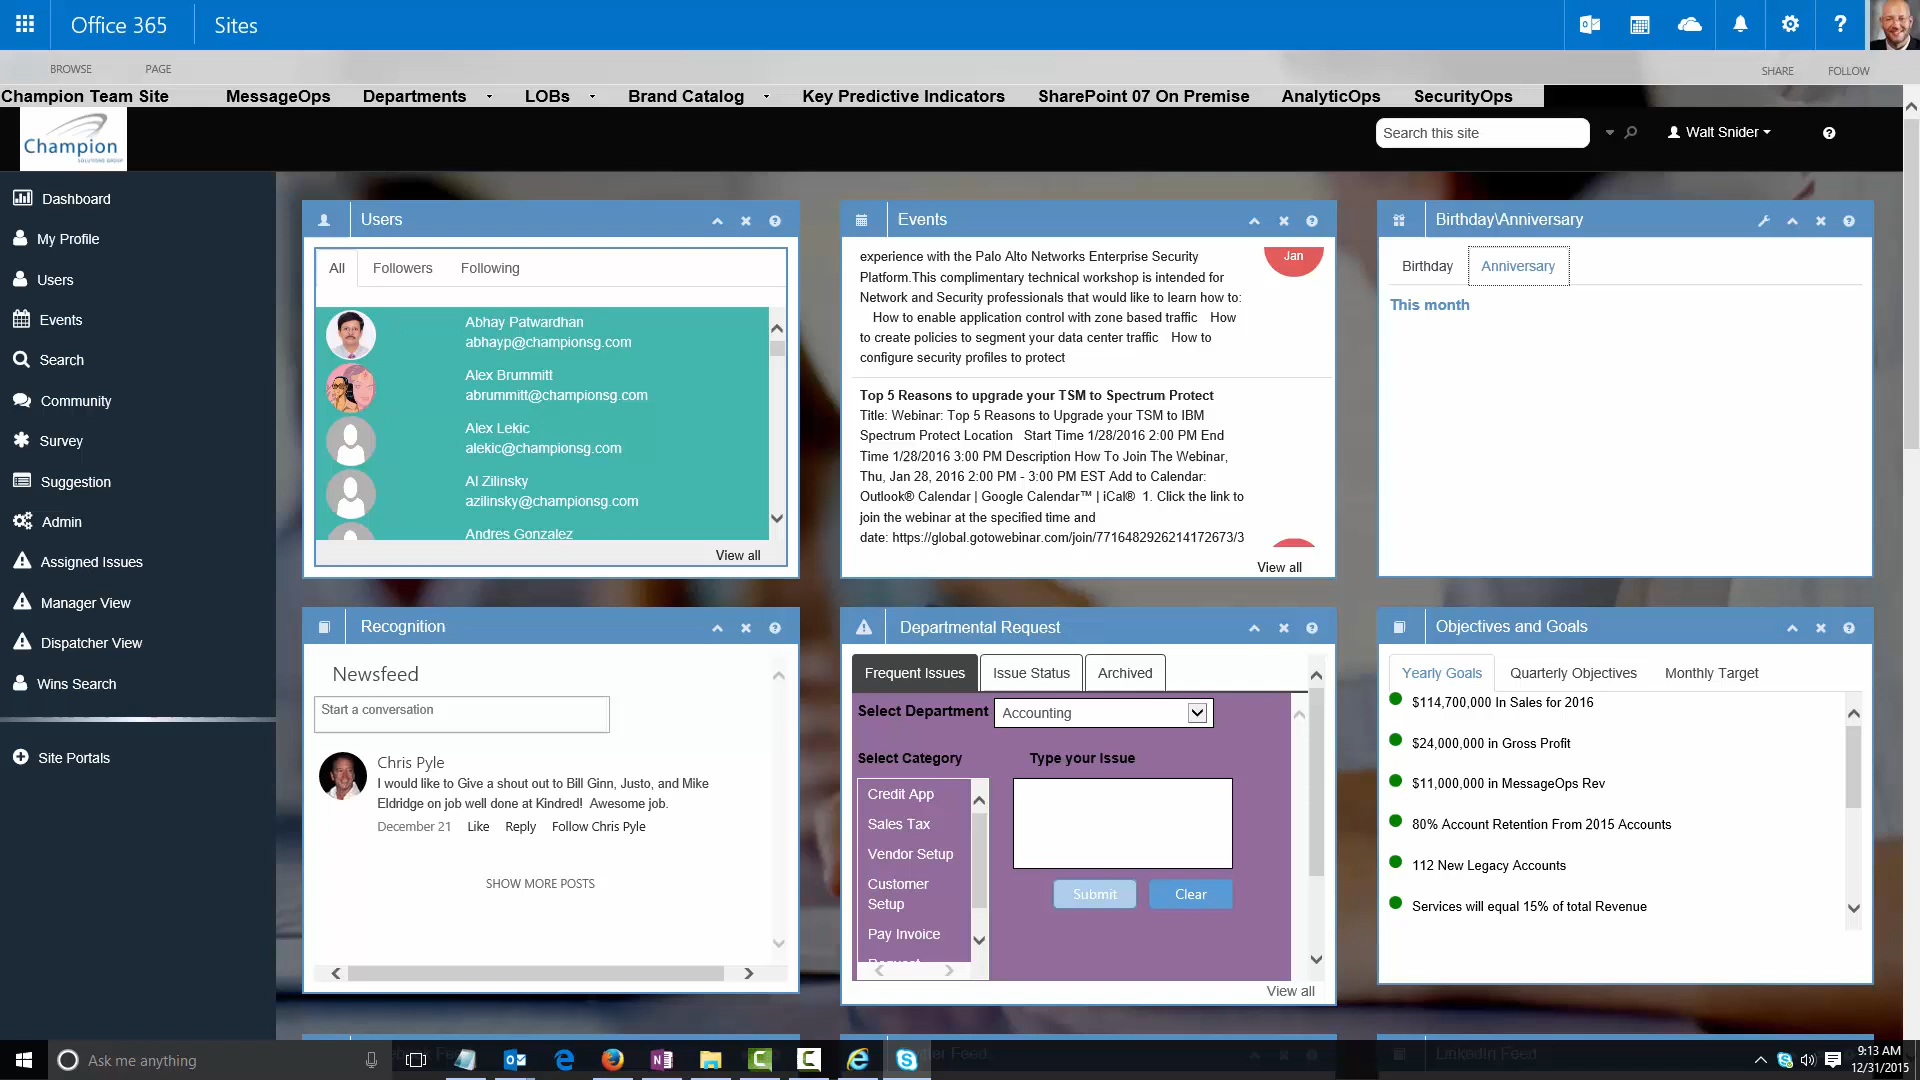 Office 365
Sites
BROWSE
PAGE
SHARE
FOLLOW
Champion Team Site
MessageOps
Departments
LOBs
Brand Catalog
Key Predictive Indicators
SharePoint 07 On Premise
AnalyticOps
SecurityOps
Champion
SOLUTIONS GROUP
Search this site
Walt Snider
Dashboard
My Profile
Users
Events
Search
Community
Survey
Suggestion
Admin
Assigned Issues
Manager View
Dispatcher View
Wins Search
Site Portals
Users
All
Followers
Following
Abhay Patwardhan
abhayp@championsg.com
Alex Brummitt
abrummitt@championsg.com
Alex Lekic
alekic@championsg.com
Al Zilinsky
azilinsky@championsg.com
Andres Gonzalez
View all
Events
experience with the Palo Alto Networks Enterprise Security
Platform.This complimentary technical workshop is intended for
Network and Security professionals that would like to learn how to:
How to enable application control with zone based traffic How
to create policies to segment your data center traffic How to
configure security profiles to protect
Jan
Top 5 Reasons to upgrade your TSM to Spectrum Protect
Title: Webinar: Top 5 Reasons to Upgrade your TSM to IBM
Spectrum Protect Location Start Time 1/28/2016 2:00 PM End
Time 1/28/2016 3:00 PM Description How To Join The Webinar,
Thu, Jan 28, 2016 2:00 PM - 3:00 PM EST Add to Calendar:
Outlook® Calendar | Google Calendar™ | iCal® 1. Click the link to
join the webinar at the specified time and
date: https://global.gotowebinar.com/join/7716482926214172673/3
View all
Birthday\Anniversary
Birthday
Anniversary
This month
Recognition
Newsfeed
Start a conversation
Chris Pyle
I would like to Give a shout out to Bill Ginn, Justo, and Mike
Eldridge on job well done at Kindred! Awesome job.
December 21 Like Reply Follow Chris Pyle
SHOW MORE POSTS
Departmental Request
Frequent Issues
Issue Status
Archived
Select Department
Accounting
Select Category
Type your Issue
Credit App
Sales Tax
Vendor Setup
Customer
Setup
Pay Invoice
Request
Submit
Clear
View all
Objectives and Goals
Yearly Goals
Quarterly Objectives
Monthly Target
$114,700,000 In Sales for 2016
$24,000,000 in Gross Profit
$11,000,000 in MessageOps Rev
80% Account Retention From 2015 Accounts
112 New Legacy Accounts
Services will equal 15% of total Revenue
LinkedIn Feed
Ask me anything
9:13 AM
12/31/2015